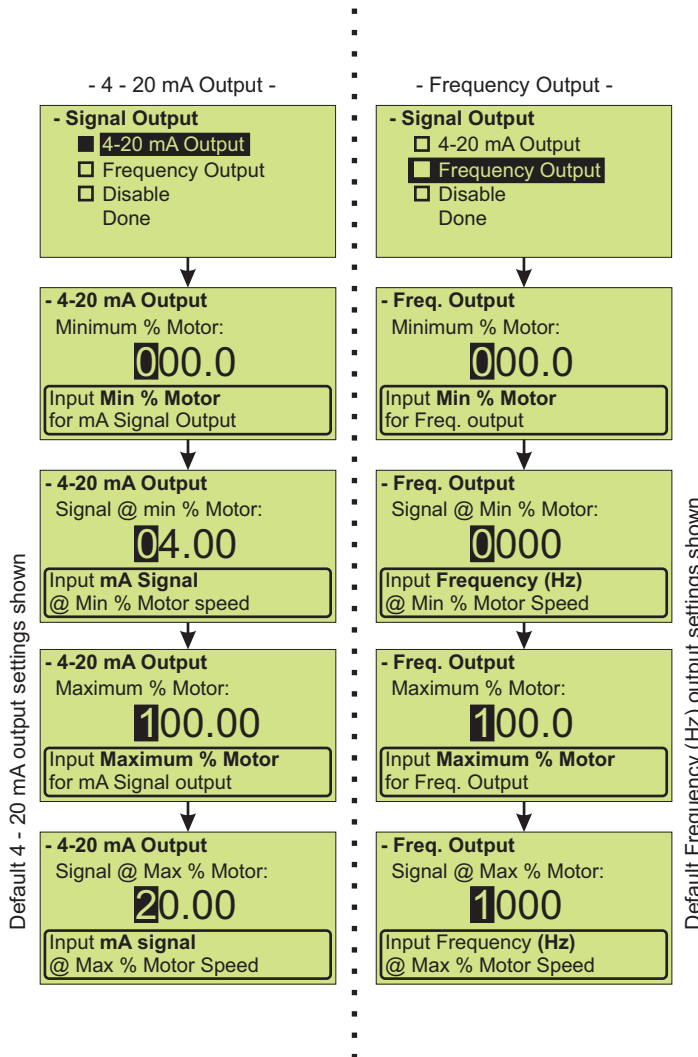 - 4 - 20 mA Output -
- Signal Output
4-20 mA Output
Frequency Output
Disable
Done
- 4-20 mA Output
Minimum % Motor:
000.0
Input Min % Motor
for mA Signal Output
- 4-20 mA Output
Signal @ min % Motor:
04.00
Input mA Signal
@ Min % Motor speed
- 4-20 mA Output
Maximum % Motor:
100.00
Input Maximum % Motor
for mA Signal output
- 4-20 mA Output
Signal @ Max % Motor:
20.00
Input mA signal
@ Max % Motor Speed
Default 4 - 20 mA output settings shown
- Frequency Output -
- Signal Output
4-20 mA Output
Frequency Output
Disable
Done
- Freq. Output
Minimum % Motor:
000.0
Input Min % Motor
for Freq. output
- Freq. Output
Signal @ Min % Motor:
0000
Input Frequency (Hz)
@ Min % Motor Speed
- Freq. Output
Maximum % Motor:
100.0
Input Maximum % Motor
for Freq. Output
- Freq. Output
Signal @ Max % Motor:
1000
Input Frequency (Hz)
@ Max % Motor Speed
Default Frequency (Hz) output settings shown